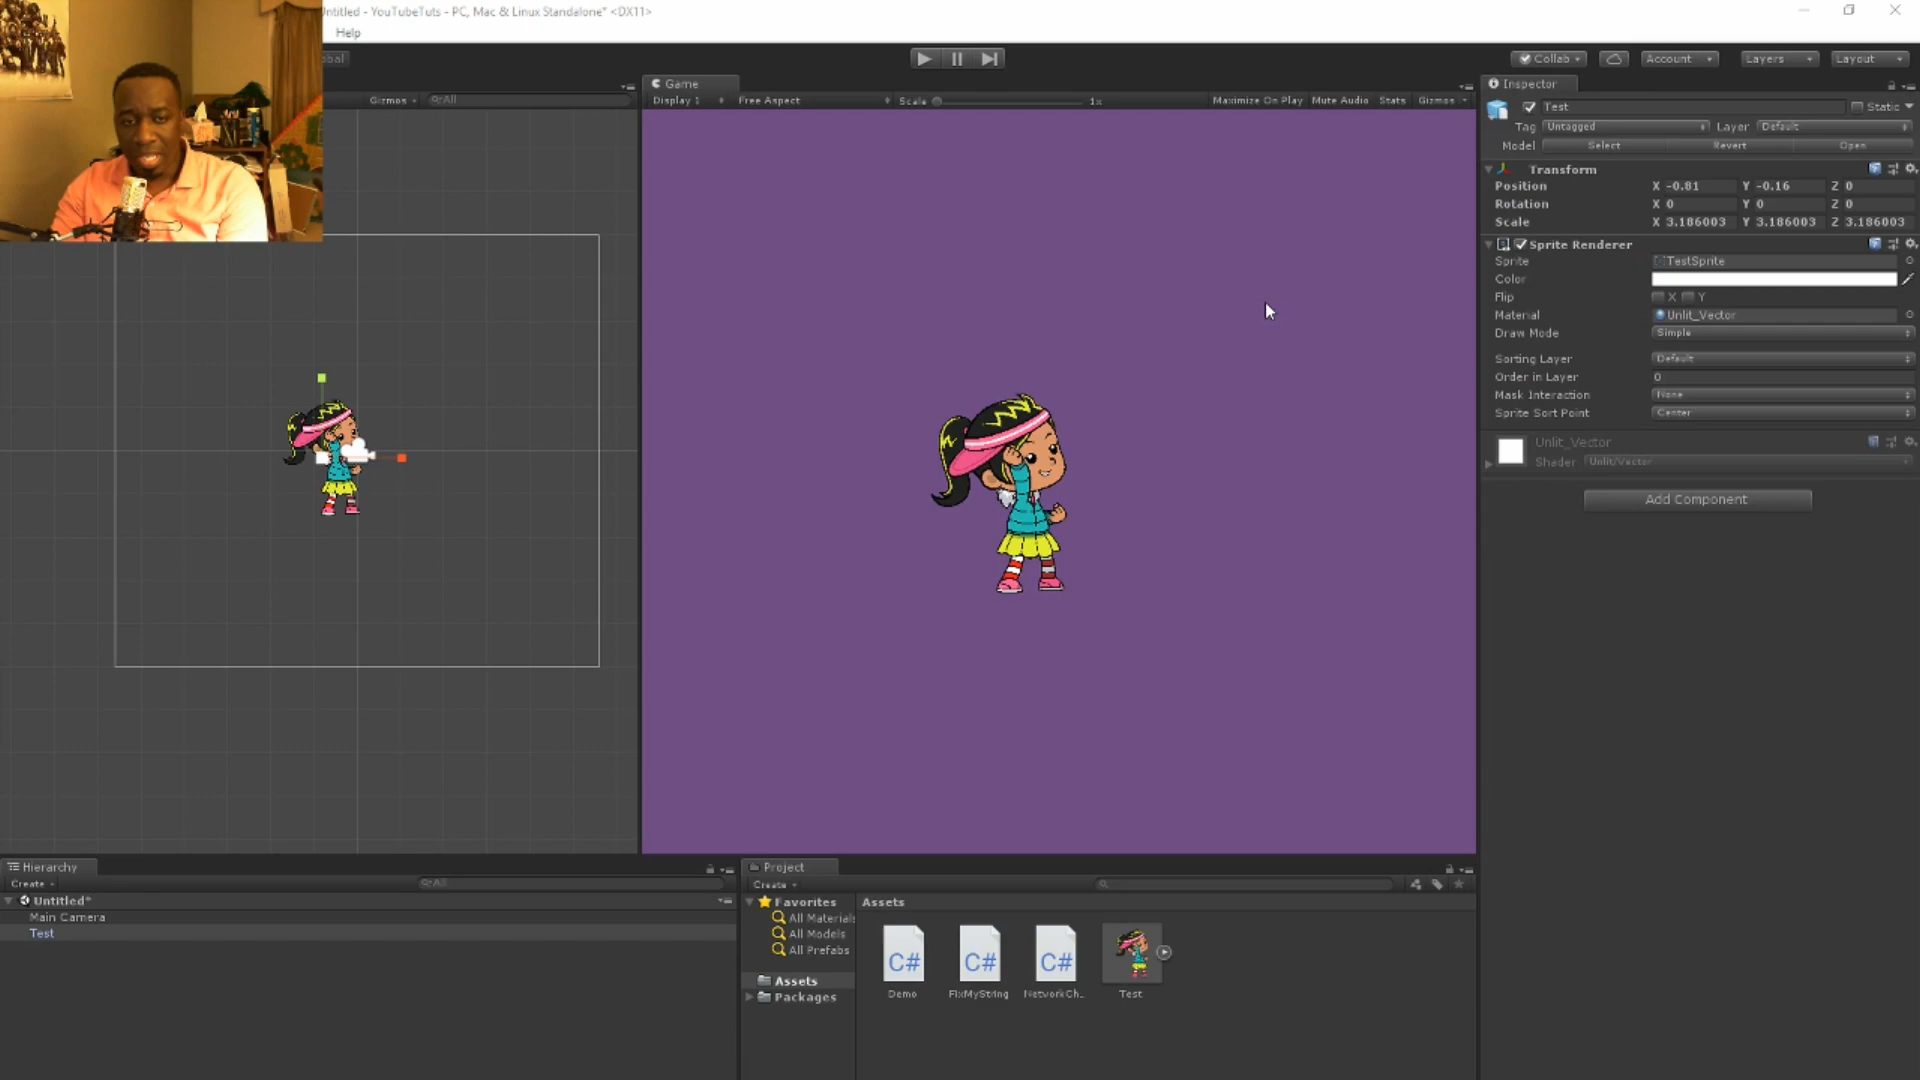 Untitled - YouTubeTuts - PC, Mac & Linux Standalone* <DX11>
Help
Collab
Account
Layers
Layout
Gizmos
All
Game
Display 1
Free Aspect
Scale
1x
Maximize On Play
Mute Audio
Stats
Gizmos
Inspector
Test
Static
Tag
Untagged
Layer
Default
Model
Select
Revert
Open
Transform
Position
X -0.81
Y -0.16
Z 0
Rotation
X 0
Y 0
Z 0
Scale
X 3.186003
Y 3.186003
Z 3.186003
Sprite Renderer
Sprite
TestSprite
Color
Flip
X
Y
Material
Unlit_Vector
Draw Mode
Simple
Sorting Layer
Default
Order in Layer
0
Mask Interaction
None
Sprite Sort Point
Center
Unlit_Vector
Shader
Unlit/Vector
Add Component
Hierarchy
Create
All
Untitled*
Main Camera
Test
Project
Create
Favorites
All Materials
All Models
All Prefabs
Assets
Packages
Assets
C#
C#
C#
Demo
FixMyString
NetworkCh...
Test